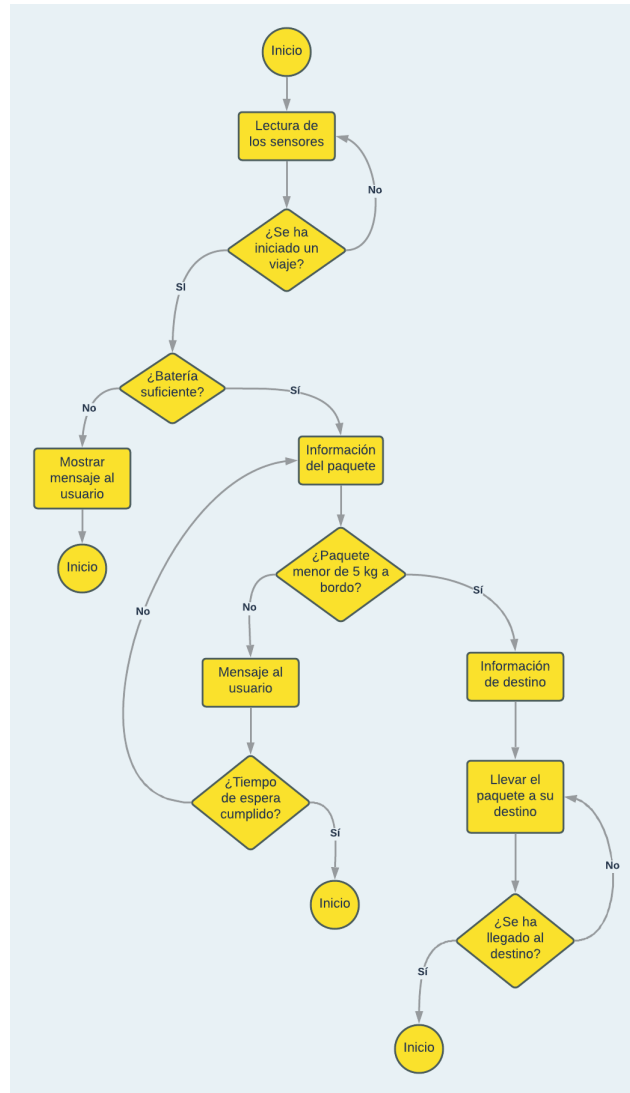 Inicio
Lectura de
los sensores
No
¿Se ha
iniciado un
viaje?
SÍ
¿Batería
suficiente?
No
Sí
Mostrar
mensaje al
usuario
Inicio
Información
del paquete
¿Paquete
menor de 5 kg a
bordo?
No
No
Sí
Mensaje al
usuario
Información
de destino
¿Tiempo
de espera
cumplido?
Sí
Inicio
Llevar el
paquete a su
destino
No
¿Se ha
llegado al
destino?
Sí
Inicio